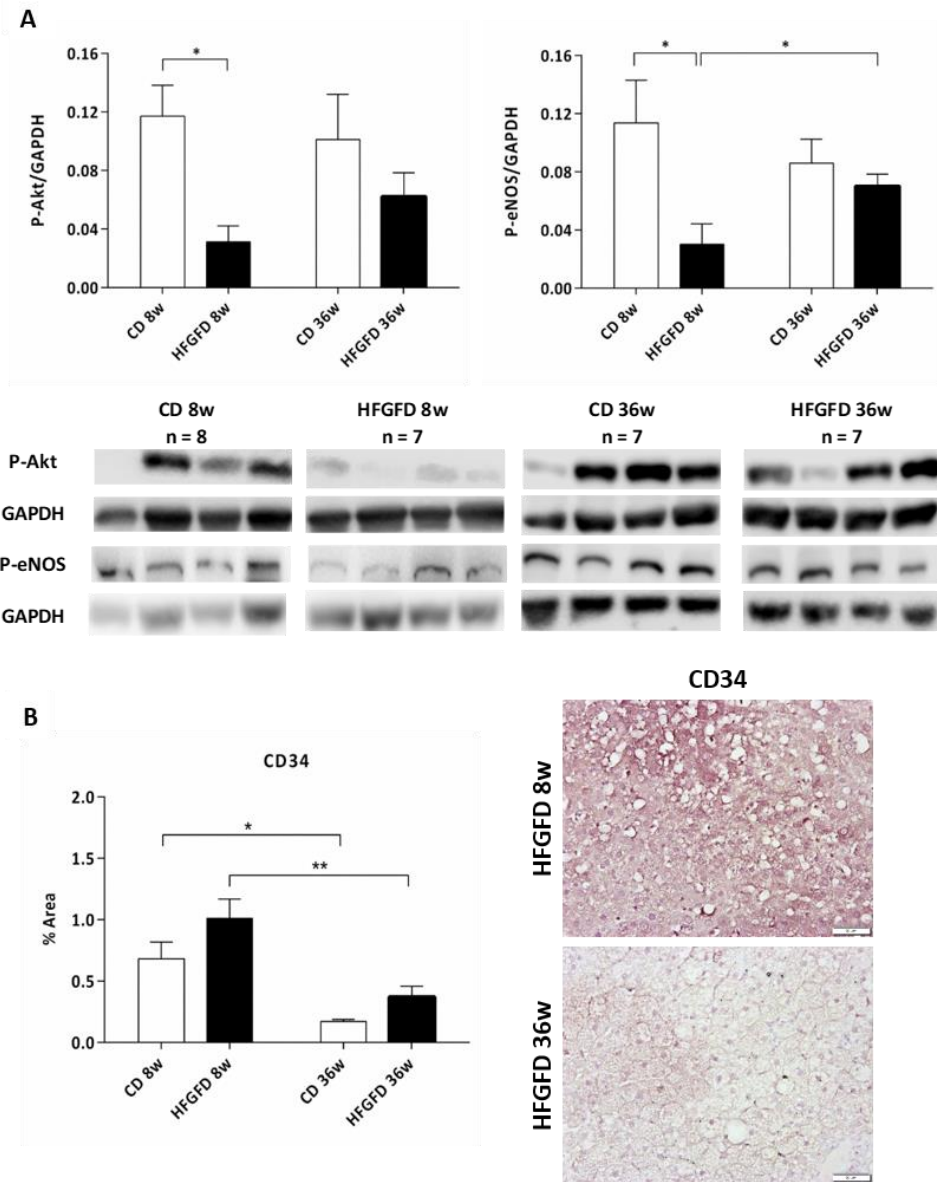 A
P-Akt/GAPDH
0.16
0.12
0.08
0.04
0.00
*
CD 8w
HFGFD 8w
CD 36w
HFGFD 36w
P-eNOS/GAPDH
0.16
0.12
0.08
0.04
0.00
*
*
CD 8w
HFGFD 8w
CD 36w
HFGFD 36w
CD 8w
n = 8
HFGFD 8w
n = 7
CD 36w
n = 7
HFGFD 36w
n = 7
P-Akt
GAPDH
P-eNOS
GAPDH
B
CD34
% Area
2.0
1.5
1.0
0.5
0.0
*
**
CD 8w
HFGFD 8w
CD 36w
HFGFD 36w
CD34
HFGFD 8w
HFGFD 36w